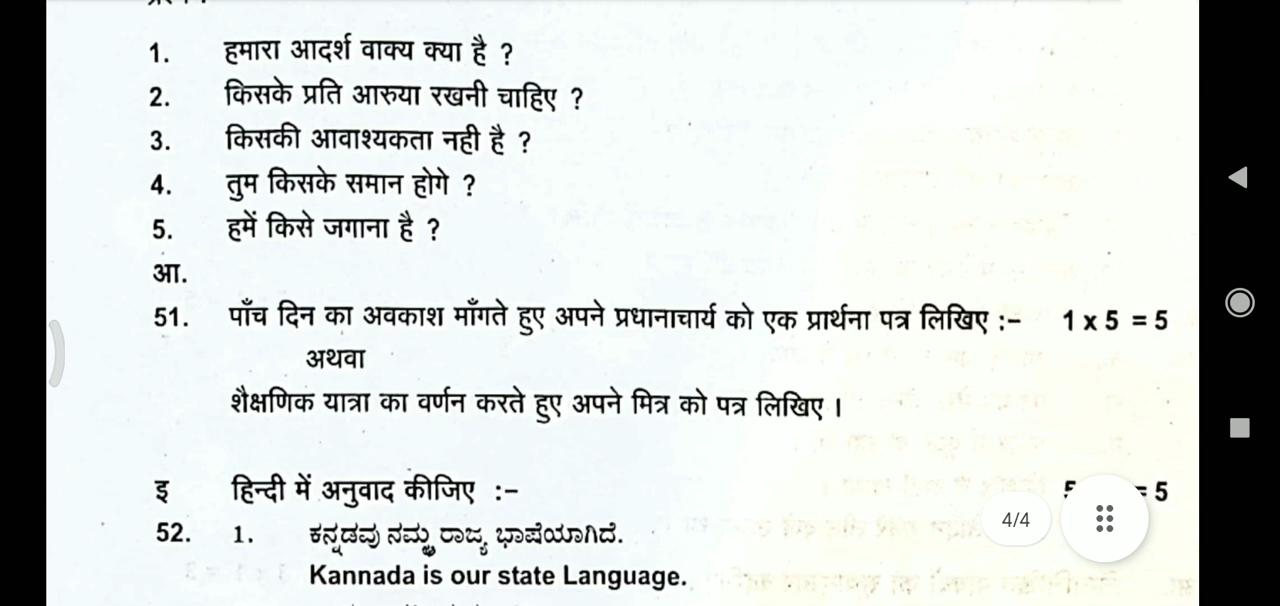 1. हमारा आदर्श वाक्य क्या है ?
2. किसके प्रति आरुया रखनी चाहिए ?
3. किसकी आवाश्यकता नही है ?
4. तुम किसके समान होगे ?
5. हमें किसे जगाना है ?
आ.
51. पाँच दिन का अवकाश माँगते हुए अपने प्रधानाचार्य को एक प्रार्थना पत्र लिखिए :– 1 x 5 = 5
अथवा
शैक्षणिक यात्रा का वर्णन करते हुए अपने मित्र को पत्र लिखिए ।
इ हिन्दी में अनुवाद कीजिए :– = 5
4/4
52. 1. ಕನ್ನಡವು ನಮ್ಮ ರಾಜ್ಯ ಭಾಷೆಯಾಗಿದೆ.
Kannada is our state Language.